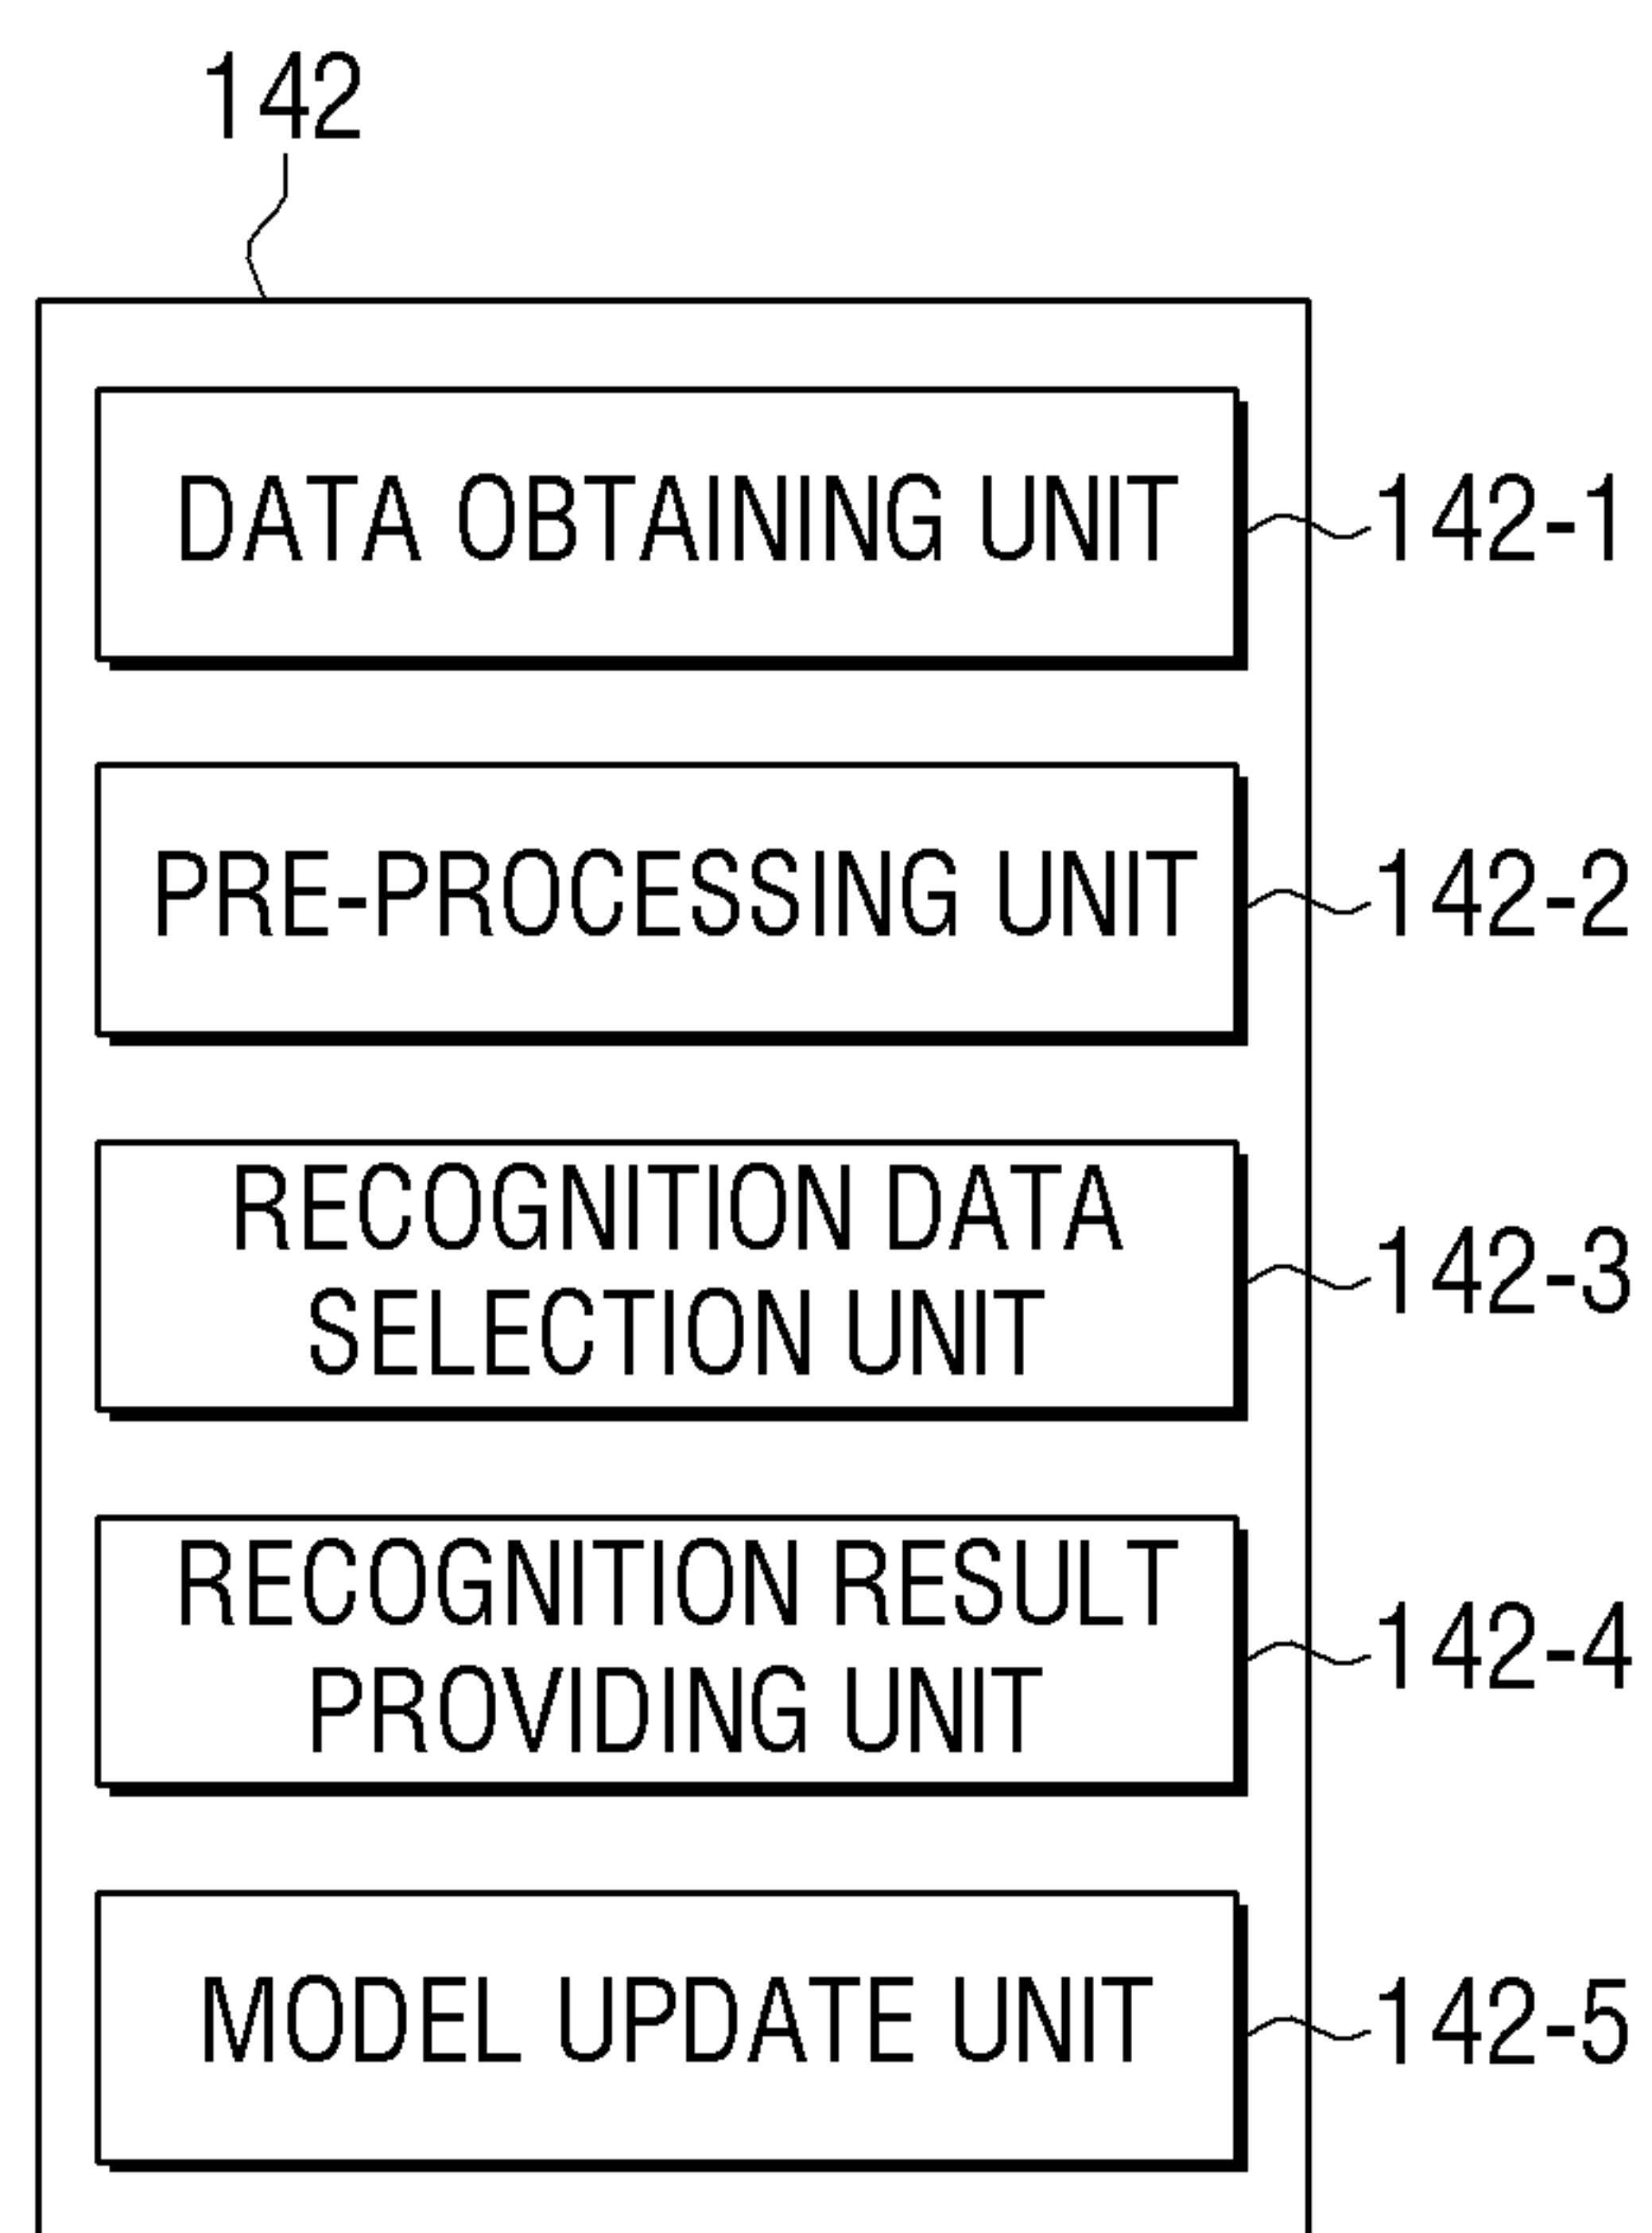 142
DATA OBTAINING UNIT
142-1
PRE-PROCESSING UNIT
142-2
RECOGNITION DATA
SELECTION UNIT
142-3
RECOGNITION RESULT
PROVIDING UNIT
142-4
MODEL UPDATE UNIT
142-5